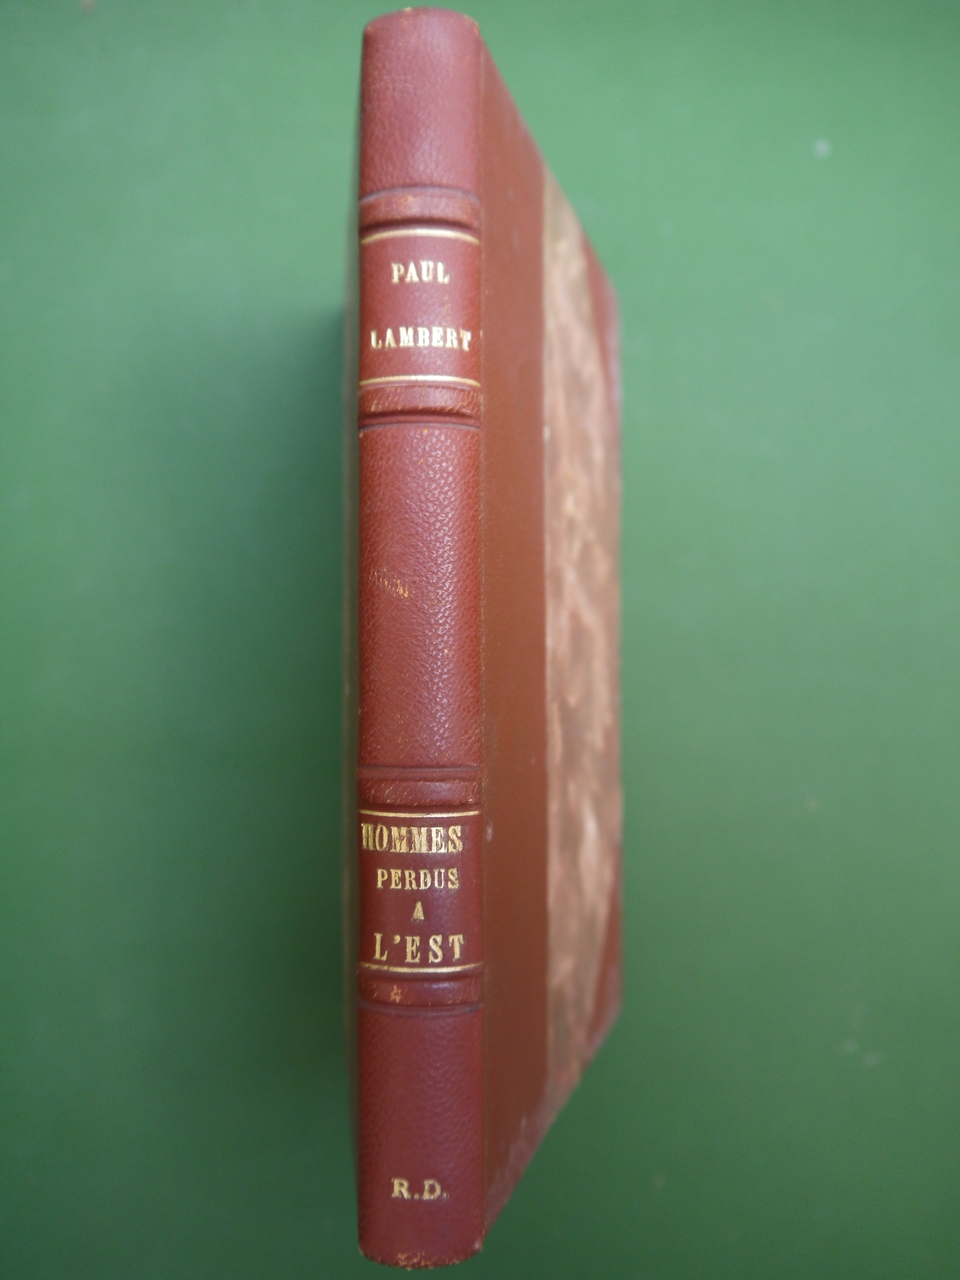 PAUL
LAMBERT
HOMMES
PERDUS
A
L'EST
R.D.